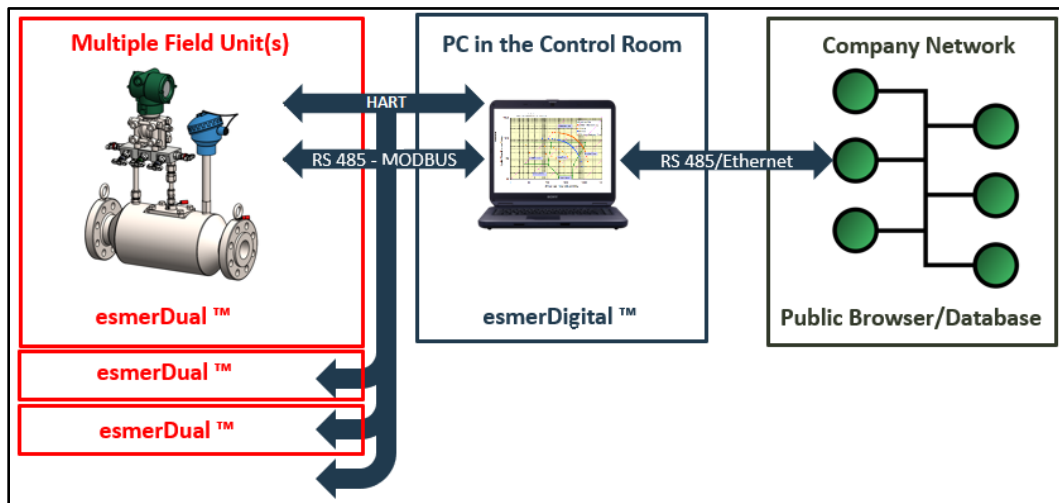 Multiple Field Unit(s)
PC in the Control Room
Company Network
HART
RS 485 - MODBUS
RS 485/Ethernet
esmerDual ™
esmerDigital ™
Public Browser/Database
esmerDual ™
esmerDual ™